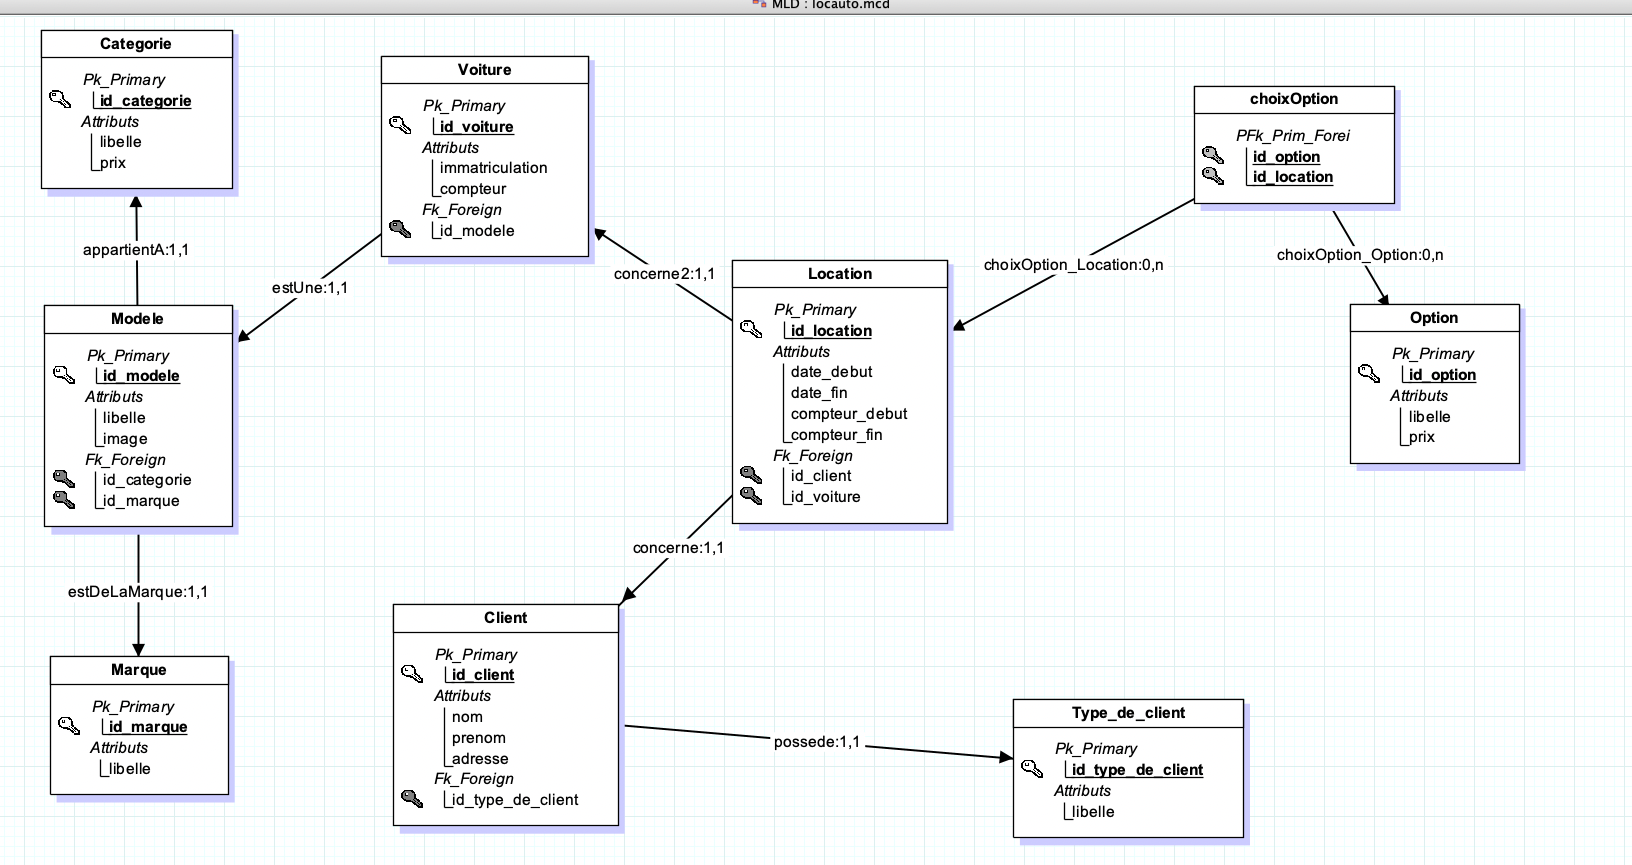 MLD : locauto.mcd
Categorie
Pk_Primary
id_categorie
Attributs
libelle
prix
appartientA:1,1
Modele
Pk_Primary
id_modele
Attributs
libelle
image
Fk_Foreign
id_categorie
id_marque
estDeLaMarque:1,1
Marque
Pk_Primary
id_marque
Attributs
libelle
Voiture
Pk_Primary
id_voiture
Attributs
immatriculation
compteur
Fk_Foreign
id_modele
estUne:1,1
concerne2:1,1
Location
Pk_Primary
id_location
Attributs
date_debut
date_fin
compteur_debut
compteur_fin
Fk_Foreign
id_client
id_voiture
concerne:1,1
Client
Pk_Primary
id_client
Attributs
nom
prenom
adresse
Fk_Foreign
id_type_de_client
possede:1,1
Type_de_client
Pk_Primary
id_type_de_client
Attributs
libelle
choixOption
PFk_Prim_Forei
id_option
id_location
choixOption_Location:0,n
choixOption_Option:0,n
Option
Pk_Primary
id_option
Attributs
libelle
prix